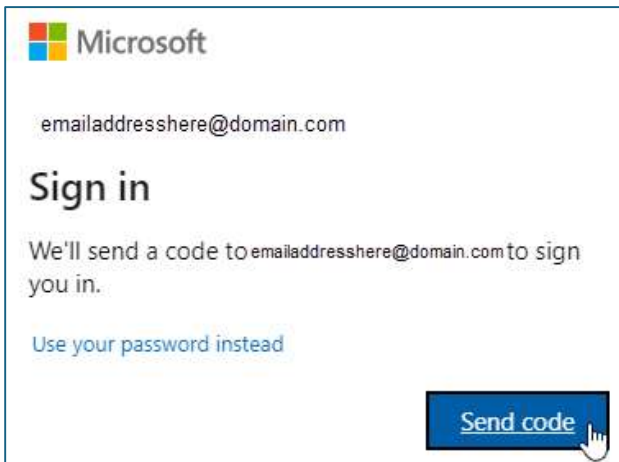 Microsoft
emailaddresshere@domain.com
Sign in
We'll send a code to emailaddresshere@domain.com to sign
you in.
Use your password instead
Send code